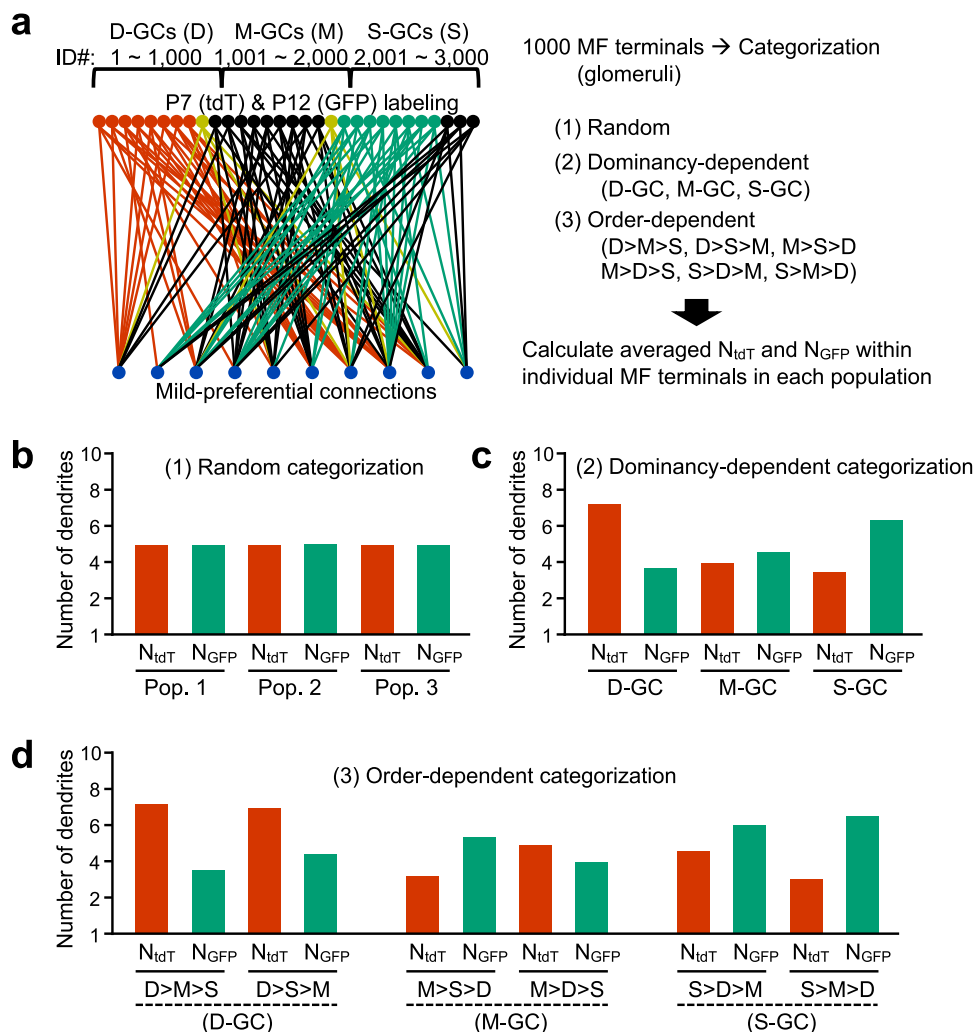 a
D-GCs (D) M-GCs (M) S-GCs (S)
ID#: 1 ~ 1,000 1,001 ~ 2,000 2,001 ~ 3,000
P7 (tdT) & P12 (GFP) labeling
Mild-preferential connections
1000 MF terminals → Categorization
(glomeruli)
(1) Random
(2) Dominancy-dependent
(D-GC, M-GC, S-GC)
(3) Order-dependent
(D>M>S, D>S>M, M>S>D
M>D>S, S>D>M, S>M>D)
Calculate averaged NtdT and NGFP within
individual MF terminals in each population
b
(1) Random categorization
Number of dendrites
10
8
6
4
2
1
NtdT NGFP NtdT NGFP NtdT NGFP
Pop. 1 Pop. 2 Pop. 3
c
(2) Dominancy-dependent categorization
Number of dendrites
10
8
6
4
2
1
NtdT NGFP NtdT NGFP NtdT NGFP
D-GC M-GC S-GC
d
(3) Order-dependent categorization
Number of dendrites
10
8
6
4
2
1
NtdT NGFP NtdT NGFP NtdT NGFP NtdT NGFP NtdT NGFP NtdT NGFP
D>M>S D>S>M M>S>D M>D>S S>D>M S>M>D
(D-GC) (M-GC) (S-GC)